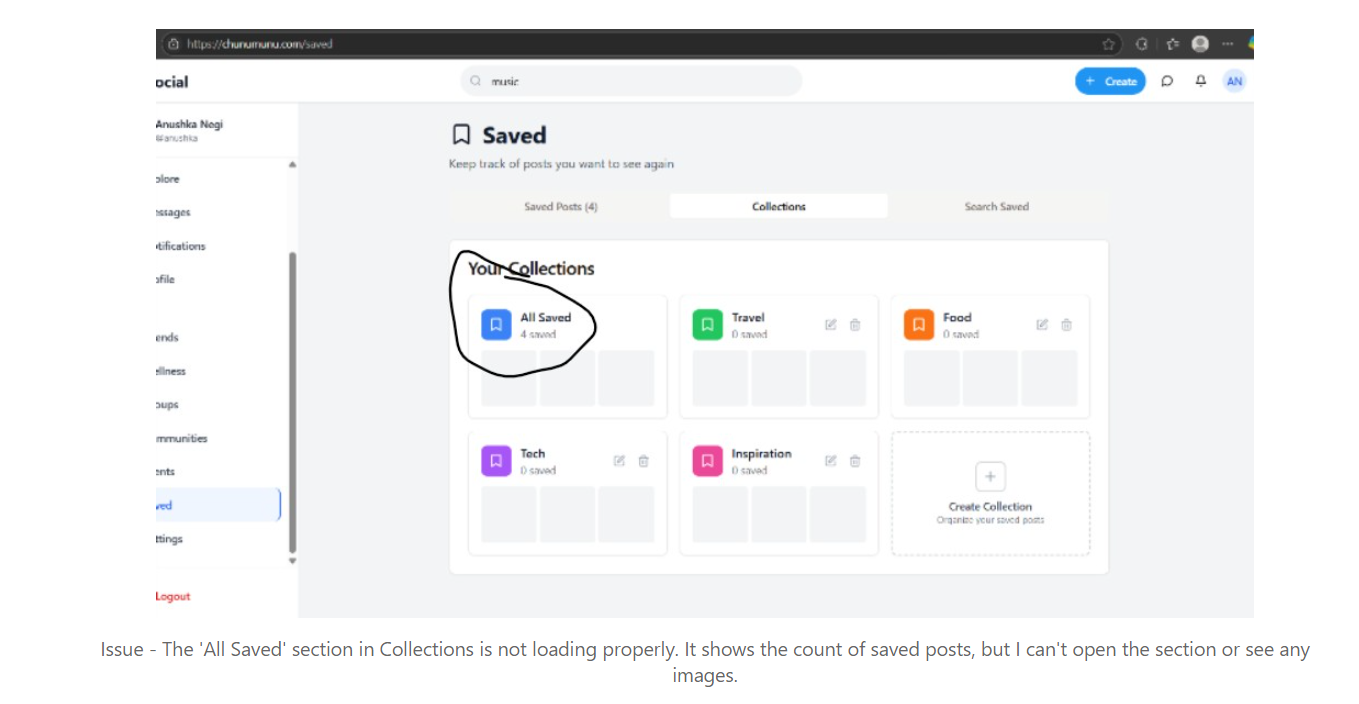 https://chunumunu.com/saved
ocial
music
+ Create
AN
Anushka Negi
@anushka
plore
essages
otifications
ofile
ends
ellness
oups
mmunities
ents
ved
ttings
Logout
Saved
Keep track of posts you want to see again
Saved Posts (4)
Collections
Search Saved
Your Collections
All Saved
4 saved
Travel
0 saved
Food
0 saved
Tech
0 saved
Inspiration
0 saved
Create Collection
Organize your saved posts
Issue - The 'All Saved' section in Collections is not loading properly. It shows the count of saved posts, but I can't open the section or see any
images.